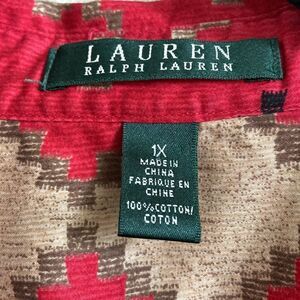 LAUREN
RALPH LAUREN
1X
MADE IN
CHINA
FABRIQUE EN
CHINE
100%COTTON/
COTON